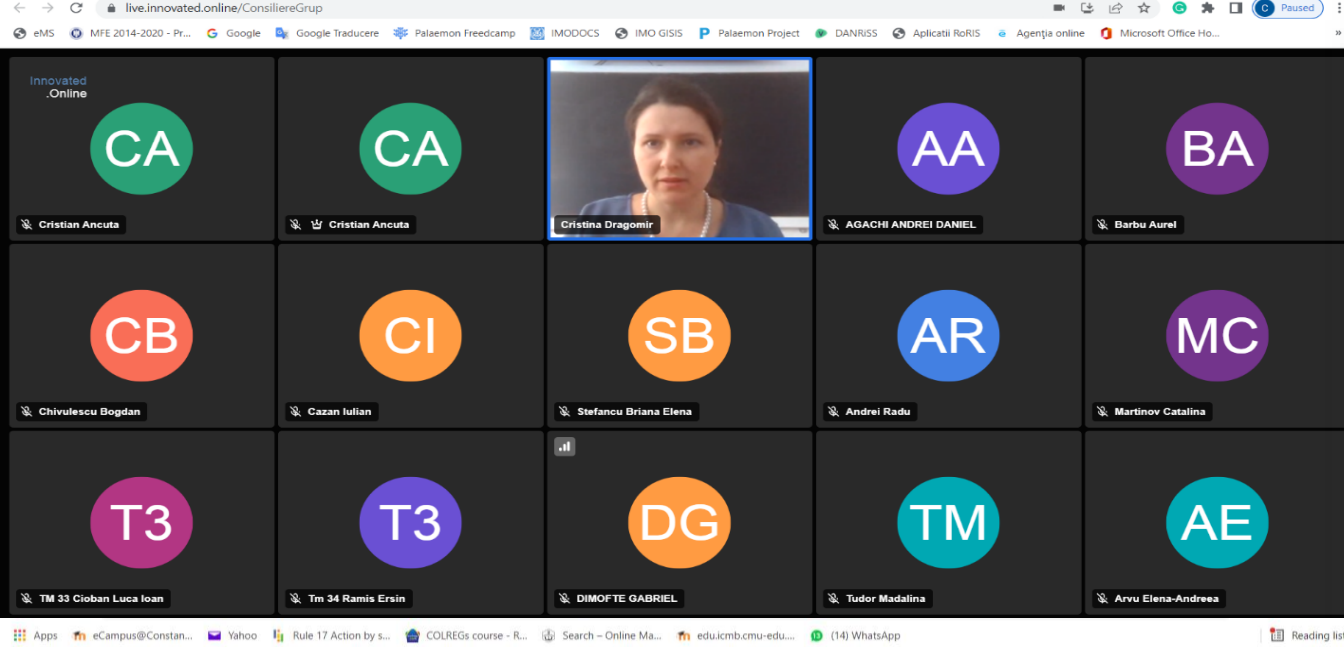 live.innovated.online/ConsiliereGrup
C Paused
eMS MFE 2014-2020 - Pr... Google Google Traducere Palaemon Freedcamp IMODOCS IMO GISIS Palaemon Project DANRiSS Aplicatii RoRIS Agenția online Microsoft Office Ho... »
Innovated
.Online
CA CA AA BA
Cristian Ancuta Cristian Ancuta Cristina Dragomir AGACHI ANDREI DANIEL Barbu Aurel
CB CI SB AR MC
Chivulescu Bogdan Cazan Iulian Stefancu Briana Elena Andrei Radu Martinov Catalina
T3 T3 DG TM AE
TM 33 Cioban Luca Ioan Tm 34 Ramis Ersin DIMOFTE GABRIEL Tudor Madalina Arvu Elena-Andreea
Apps eCampus@Constan... Yahoo Rule 17 Action by s... COLREGs course - R... Search – Online Ma... edu.icmb.cmu-edu.... (14) WhatsApp Reading list